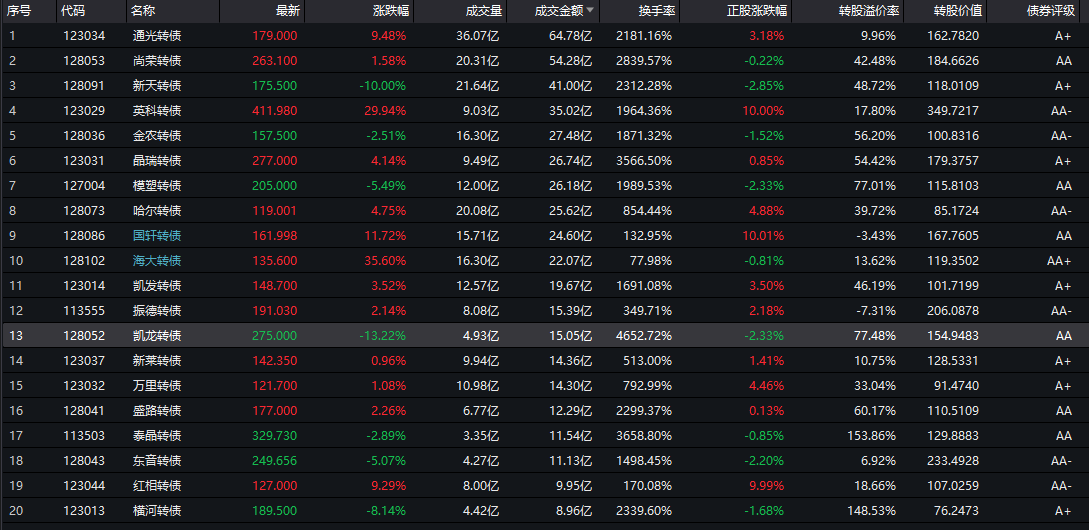 序号 代码 名称 最新 涨跌幅 成交量 成交金额 换手率 正股涨跌幅 转股溢价率 转股价值 债券评级
1 123034 通光转债 179.000 9.48% 36.07亿 64.78亿 2181.16% 3.18% 9.96% 162.7820 A+
2 128053 尚荣转债 263.100 1.58% 20.31亿 54.28亿 2839.57% -0.22% 42.48% 184.6626 AA
3 128091 新天转债 175.500 -10.00% 21.64亿 41.00亿 2312.28% -2.85% 48.72% 118.0109 A+
4 123029 英科转债 411.980 29.94% 9.03亿 35.02亿 1964.36% 10.00% 17.80% 349.7217 AA-
5 128036 金农转债 157.500 -2.51% 16.30亿 27.48亿 1871.32% -1.52% 56.20% 100.8316 AA-
6 123031 晶瑞转债 277.000 4.14% 9.49亿 26.74亿 3566.50% 0.85% 54.42% 179.3757 A+
7 127004 模塑转债 205.000 -5.49% 12.00亿 26.18亿 1989.53% -2.33% 77.01% 115.8103 AA
8 128073 哈尔转债 119.001 4.75% 20.08亿 25.62亿 854.44% 4.88% 39.72% 85.1724 AA-
9 128086 国轩转债 161.998 11.72% 15.71亿 24.60亿 132.95% 10.01% -3.43% 167.7605 AA
10 128102 海大转债 135.600 35.60% 16.30亿 22.07亿 77.98% -0.81% 13.62% 119.3502 AA+
11 123014 凯发转债 148.700 3.52% 12.57亿 19.67亿 1691.08% 3.50% 46.19% 101.7199 A+
12 113555 振德转债 191.030 2.14% 8.08亿 15.39亿 349.71% 2.18% -7.31% 206.0878 AA-
13 128052 凯龙转债 275.000 -13.22% 4.93亿 15.05亿 4652.72% -2.33% 77.48% 154.9483 AA
14 123037 新莱转债 142.350 0.96% 9.94亿 14.36亿 513.00% 1.41% 10.75% 128.5331 A+
15 123032 万里转债 121.700 1.08% 10.98亿 14.30亿 792.99% 4.46% 33.04% 91.4740 A+
16 128041 盛路转债 177.000 2.26% 6.77亿 12.29亿 2299.37% 0.13% 60.17% 110.5109 AA
17 113503 泰晶转债 329.730 -2.89% 3.35亿 11.54亿 3658.80% -0.85% 153.86% 129.8883 AA
18 128043 东音转债 249.656 -5.07% 4.27亿 11.13亿 1498.45% -2.20% 6.92% 233.4928 AA-
19 123044 红相转债 127.000 9.29% 8.00亿 9.95亿 170.08% 9.99% 18.66% 107.0259 AA-
20 123013 横河转债 189.500 -8.14% 4.42亿 8.96亿 2339.60% -1.68% 148.53% 76.2473 A+